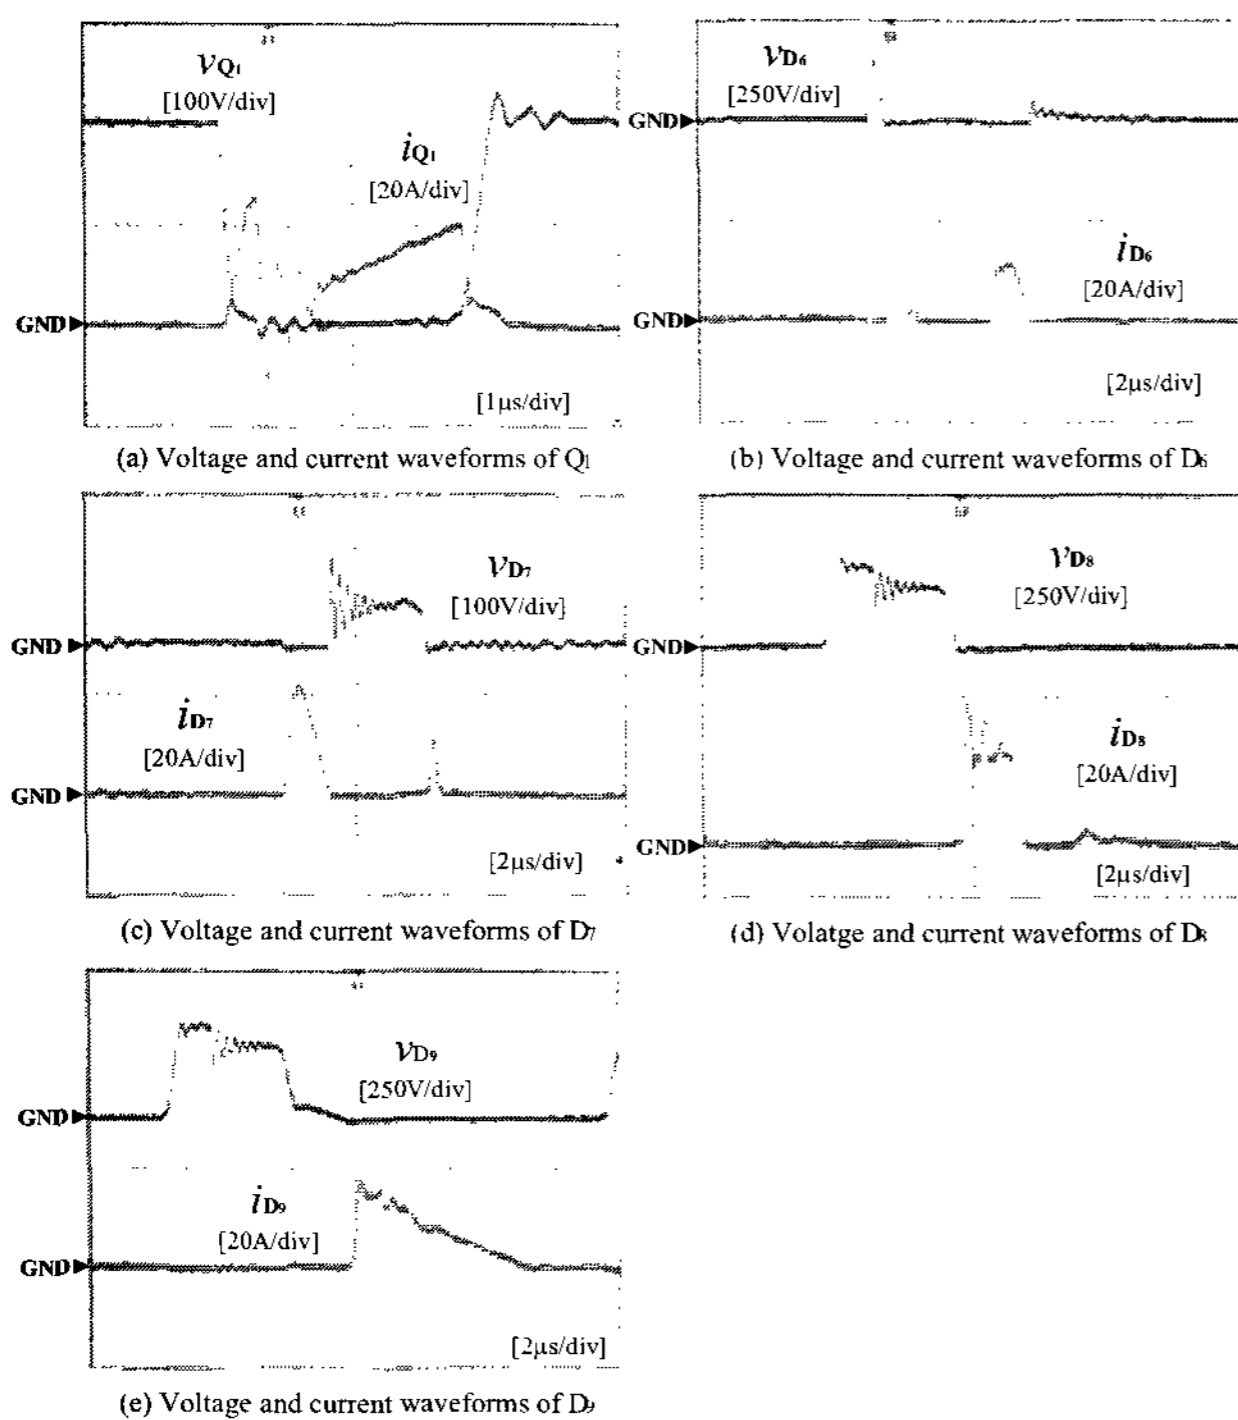 vQ1
[100V/div]
iQ1
[20A/div]
GND
[1μs/div]
(a) Voltage and current waveforms of Q1
vD6
[250V/div]
GND
iD6
[20A/div]
GND
[2μs/div]
(b) Voltage and current waveforms of D6
vD7
[100V/div]
GND
iD7
[20A/div]
GND
[2μs/div]
(c) Voltage and current waveforms of D7
vD8
[250V/div]
GND
iD8
[20A/div]
GND
[2μs/div]
(d) Volatge and current waveforms of D8
vD9
[250V/div]
GND
iD9
[20A/div]
GND
[2μs/div]
(e) Voltage and current waveforms of D9